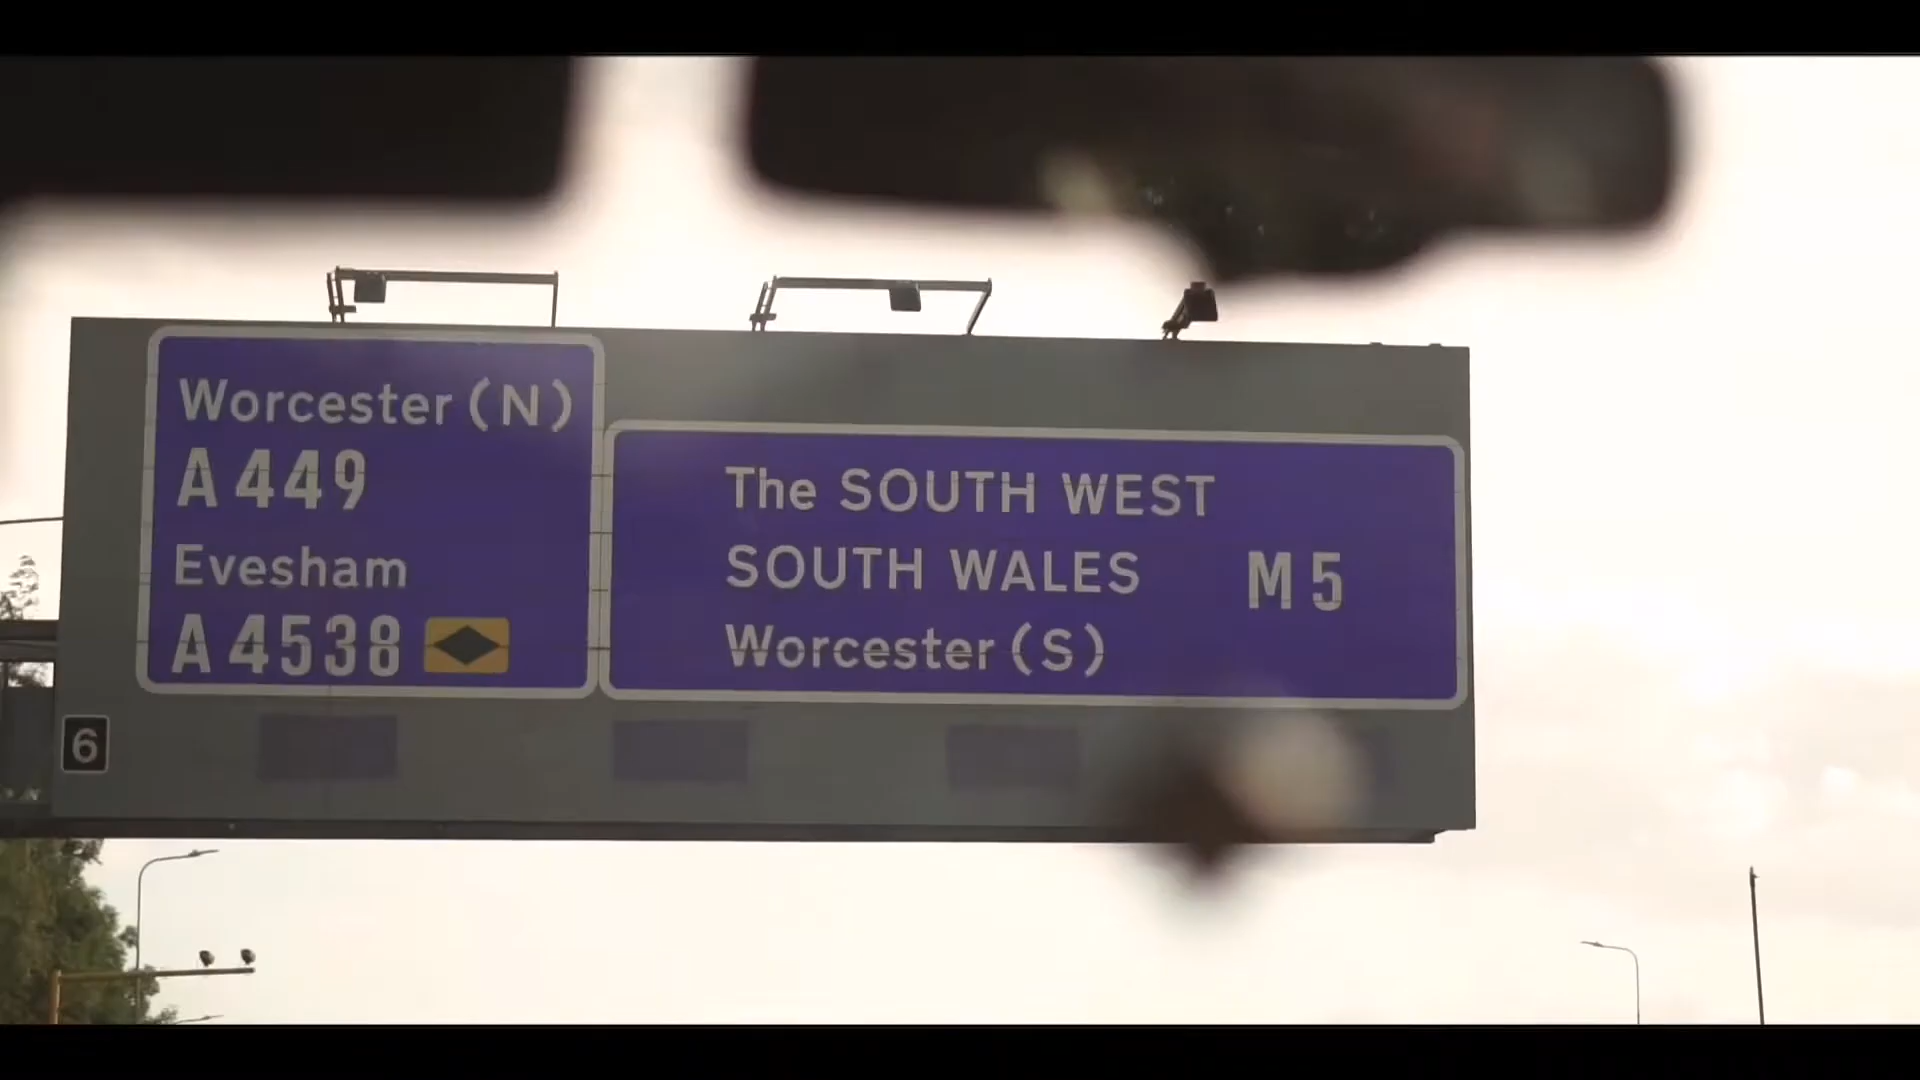 Worcester (N)
A 449
Evesham
A 4538
6
The SOUTH WEST
SOUTH WALES
M 5
Worcester (S)